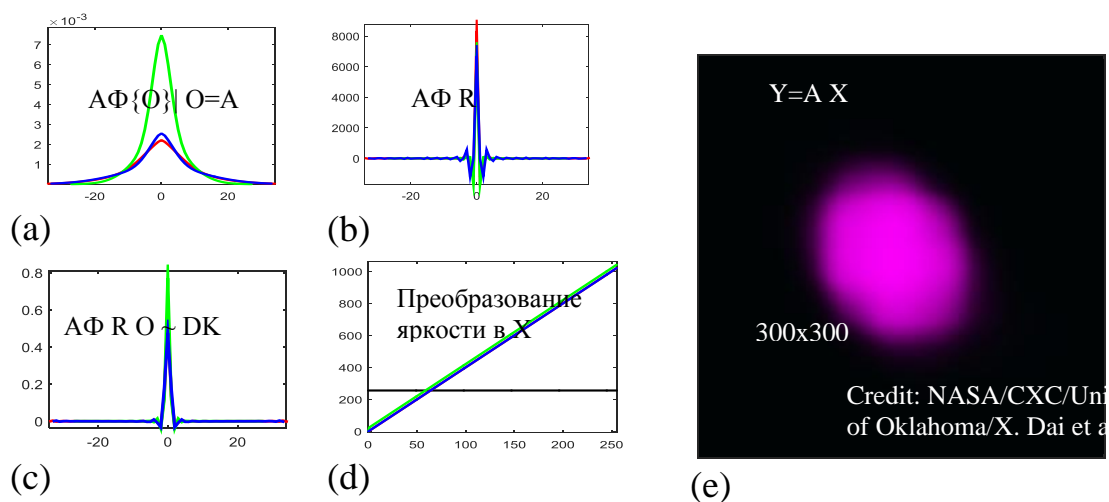 ×10⁻³
7
6
5
4
3
2
1
-20 0 20
АФ{O}| O=A
(a)
8000
6000
4000
2000
0
-20 0 20
АФ R
(b)
0.8
0.6
0.4
0.2
0
-20 0 20
АФ R O ~ DK
(c)
1000
800
600
400
200
0
0 50 100 150 200 250
Преобразование
яркости в X
(d)
Y=A X
300x300
Credit: NASA/CXC/Uni
of Oklahoma/X. Dai et a
(e)